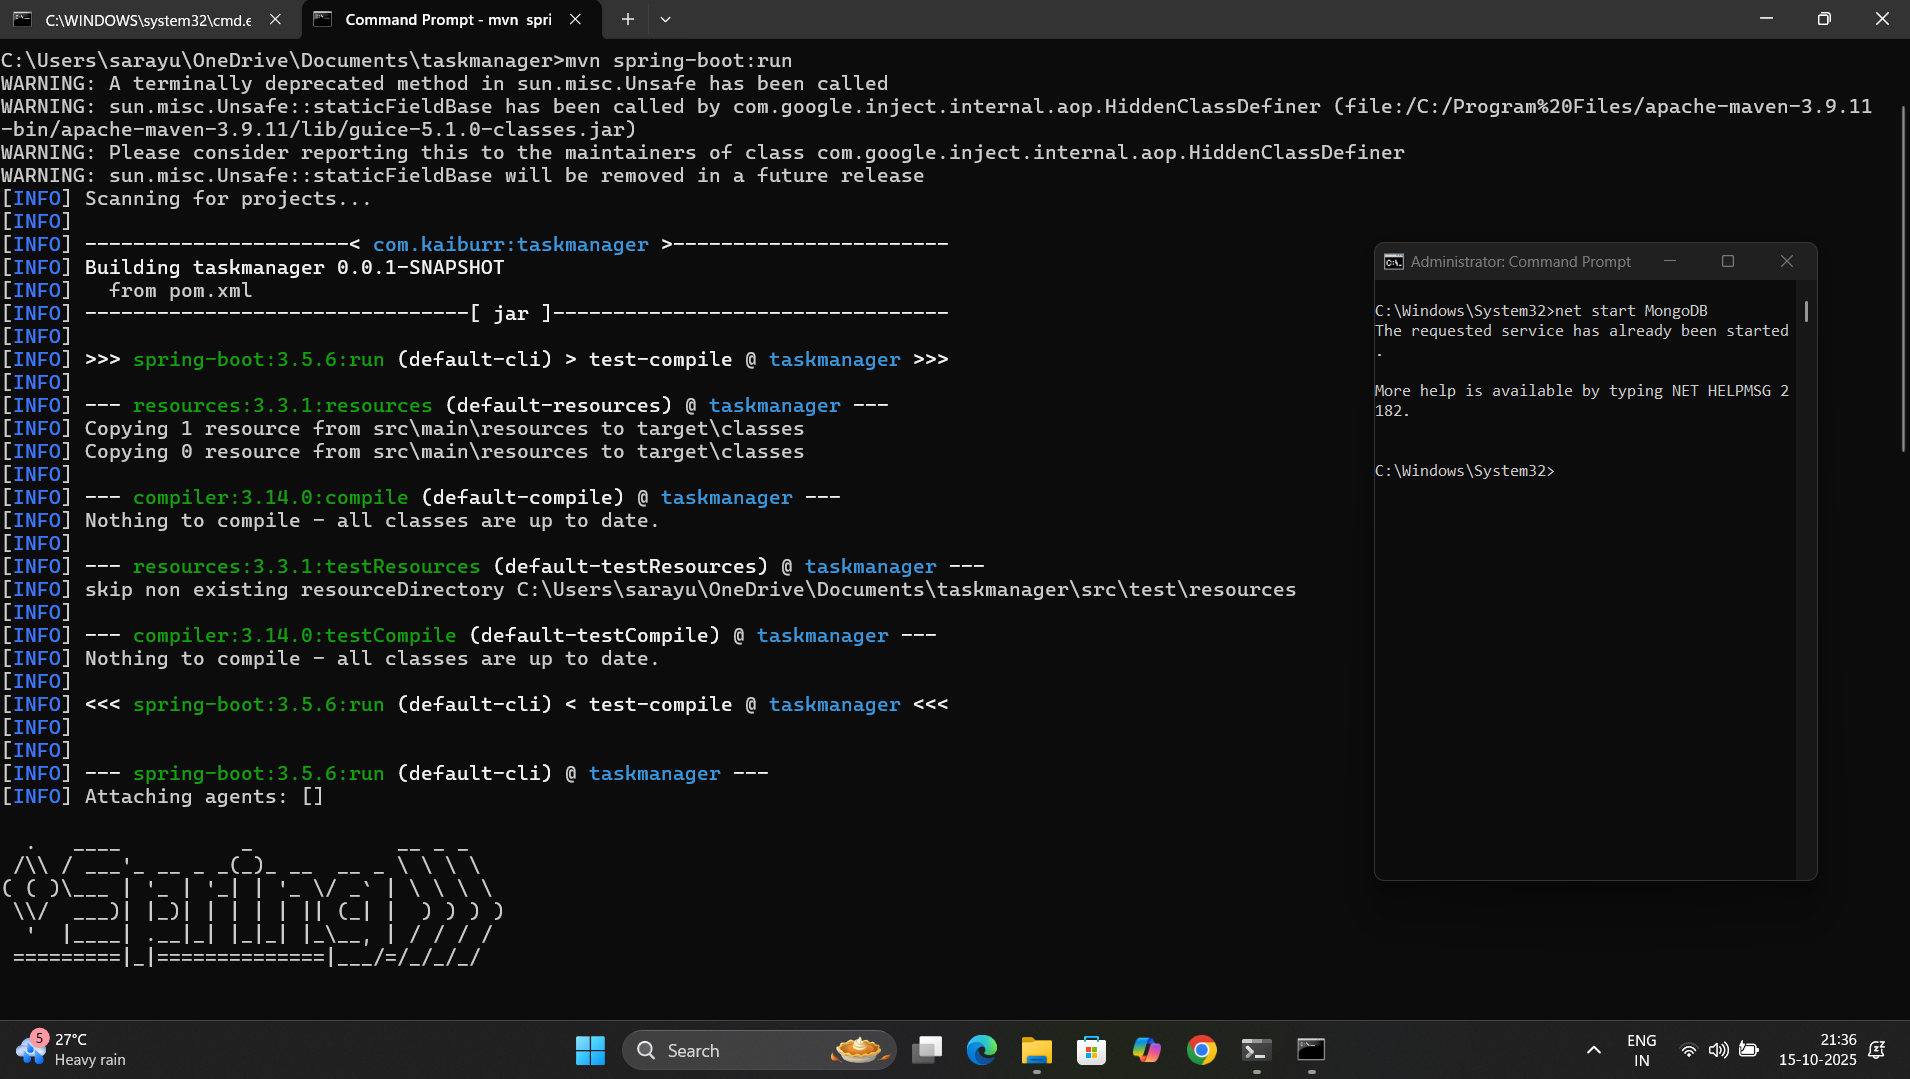 C:\WINDOWS\system32\cmd.e
Command Prompt - mvn  spri
C:\Users\sarayu\OneDrive\Documents\taskmanager>mvn spring-boot:run
WARNING: A terminally deprecated method in sun.misc.Unsafe has been called
WARNING: sun.misc.Unsafe::staticFieldBase has been called by com.google.inject.internal.aop.HiddenClassDefiner (file:/C:/Program%20Files/apache-maven-3.9.11
-bin/apache-maven-3.9.11/lib/guice-5.1.0-classes.jar)
WARNING: Please consider reporting this to the maintainers of class com.google.inject.internal.aop.HiddenClassDefiner
WARNING: sun.misc.Unsafe::staticFieldBase will be removed in a future release
[INFO] Scanning for projects...
[INFO]
[INFO] ----------------------< com.kaiburr:taskmanager >-----------------------
[INFO] Building taskmanager 0.0.1-SNAPSHOT
[INFO]   from pom.xml
[INFO] --------------------------------[ jar ]---------------------------------
[INFO]
[INFO] >>> spring-boot:3.5.6:run (default-cli) > test-compile @ taskmanager >>>
[INFO]
[INFO] --- resources:3.3.1:resources (default-resources) @ taskmanager ---
[INFO] Copying 1 resource from src\main\resources to target\classes
[INFO] Copying 0 resource from src\main\resources to target\classes
[INFO]
[INFO] --- compiler:3.14.0:compile (default-compile) @ taskmanager ---
[INFO] Nothing to compile - all classes are up to date.
[INFO]
[INFO] --- resources:3.3.1:testResources (default-testResources) @ taskmanager ---
[INFO] skip non existing resourceDirectory C:\Users\sarayu\OneDrive\Documents\taskmanager\src\test\resources
[INFO]
[INFO] --- compiler:3.14.0:testCompile (default-testCompile) @ taskmanager ---
[INFO] Nothing to compile - all classes are up to date.
[INFO]
[INFO] <<< spring-boot:3.5.6:run (default-cli) < test-compile @ taskmanager <<<
[INFO]
[INFO]
[INFO] --- spring-boot:3.5.6:run (default-cli) @ taskmanager ---
[INFO] Attaching agents: []
  .   ____          _            __ _ _
 /\\ / ___'_ __ _ _(_)_ __  __ _ \ \ \ \
( ( )\___ | '_ | '_| | '_ \/ _` | \ \ \ \
 \\/  ___)| |_)| | | | | || (_| |  ) ) ) )
  '  |____| .__|_| |_|_| |_\__, | / / / /
 =========|_|==============|___/=/_/_/_/
Administrator: Command Prompt
C:\Windows\System32>net start MongoDB
The requested service has already been started
.
More help is available by typing NET HELPMSG 2
182.
C:\Windows\System32>
5
27°C
Heavy rain
Search
ENG
IN
21:36
15-10-2025